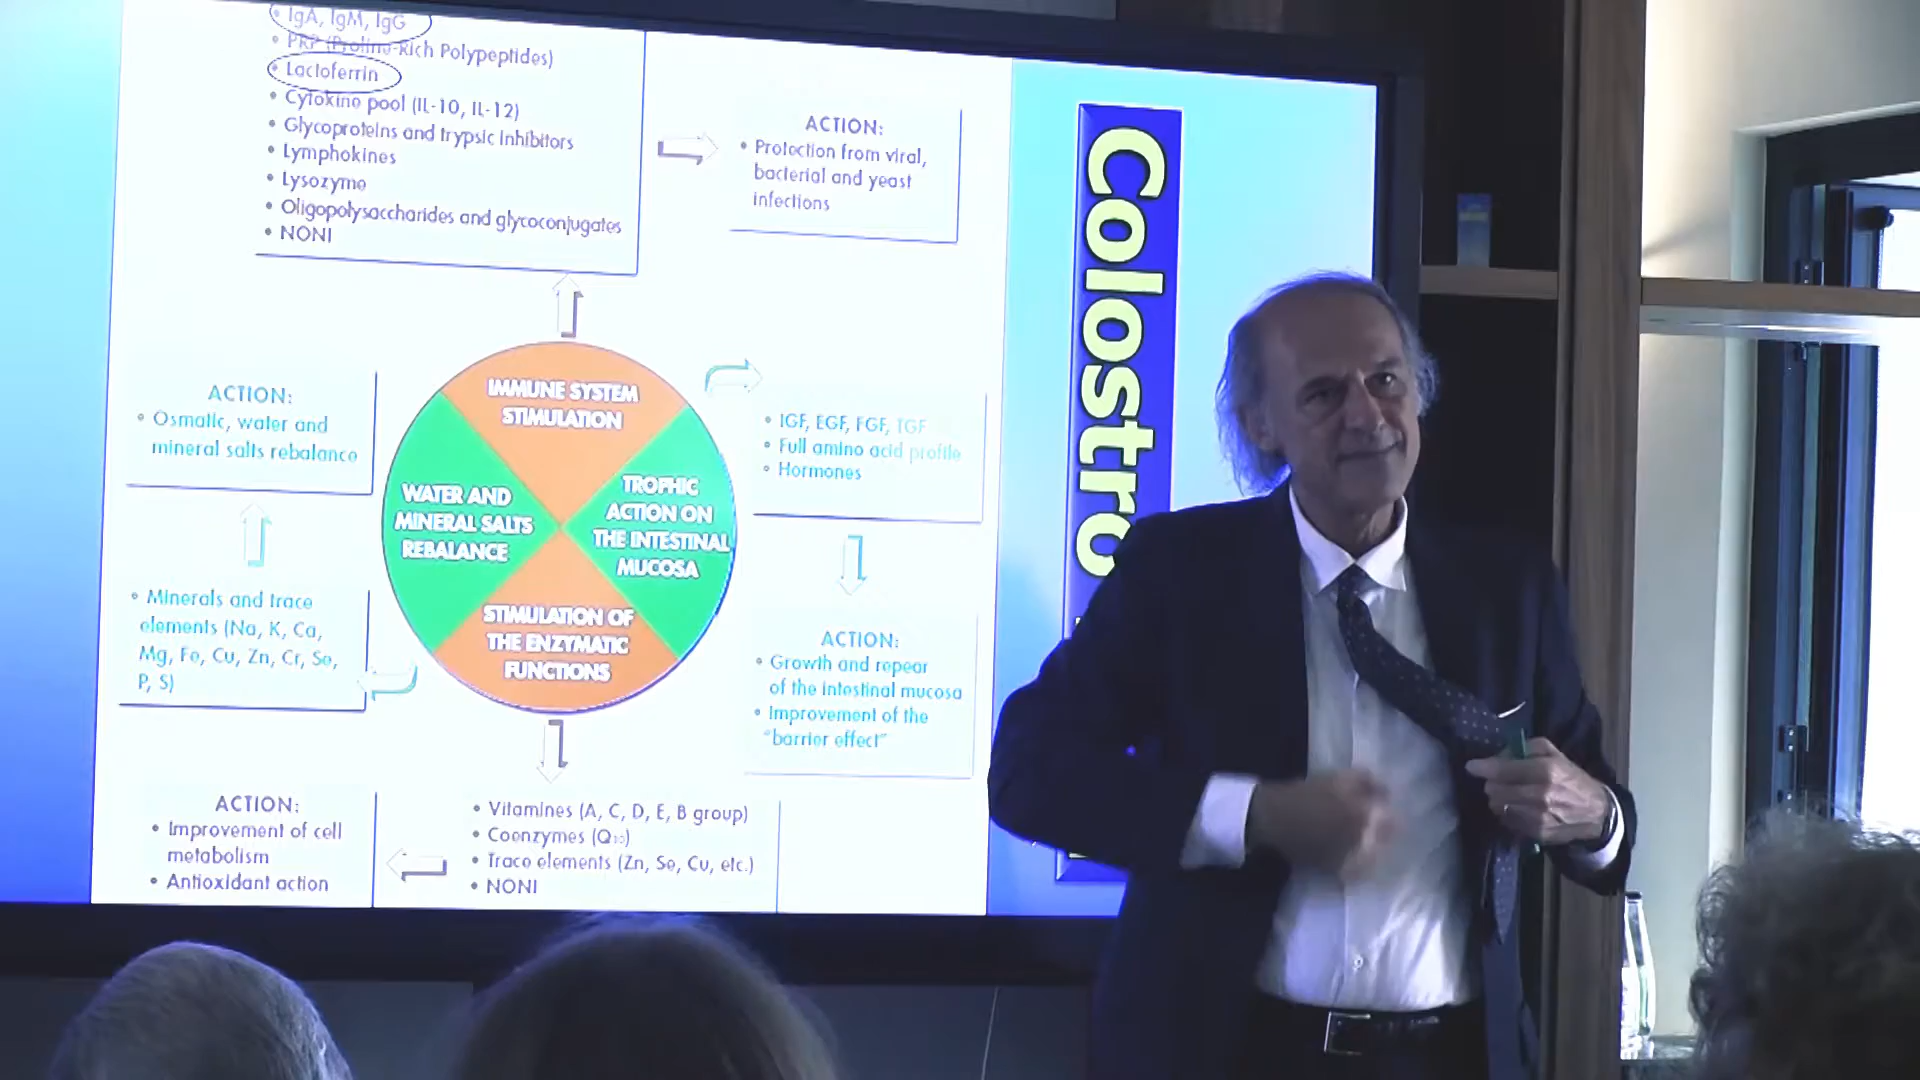 • IgA, IgM, IgG
• PRP (Proline-Rich Polypeptides)
• Lactoferrin
• Cytokine pool (IL-10, IL-12)
• Glycoproteins and trypsic inhibitors
• Lymphokines
• Lysozyme
• Oligopolysaccharides and glycoconjugates
• NONI
ACTION:
• Protection from viral,
bacterial and yeast
infections
Colostro
IMMUNE SYSTEM
STIMULATION
ACTION:
• Osmatic, water and
mineral salts rebalance
• IGF, EGF, FGF, TGF
• Full amino acid profile
• Hormones
WATER AND
MINERAL SALTS
REBALANCE
TROPHIC
ACTION ON
THE INTESTINAL
MUCOSA
STIMULATION OF
THE ENZYMATIC
FUNCTIONS
• Minerals and trace
elements (Na, K, Ca,
Mg, Fe, Cu, Zn, Cr, Se,
P, S)
ACTION:
• Growth and repear
of the intestinal mucosa
• Improvement of the
"barrier effect"
ACTION:
• Improvement of cell
metabolism
• Antioxidant action
• Vitamines (A, C, D, E, B group)
• Coenzymes (Q₁₀)
• Trace elements (Zn, Se, Cu, etc.)
• NONI